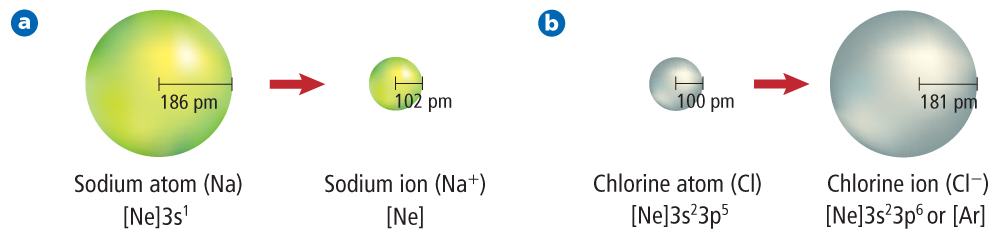 a
186 pm
102 pm
Sodium atom (Na)
[Ne]3s¹
Sodium ion (Na⁺)
[Ne]
b
100 pm
181 pm
Chlorine atom (Cl)
[Ne]3s²3p⁵
Chlorine ion (Cl⁻)
[Ne]3s²3p⁶ or [Ar]